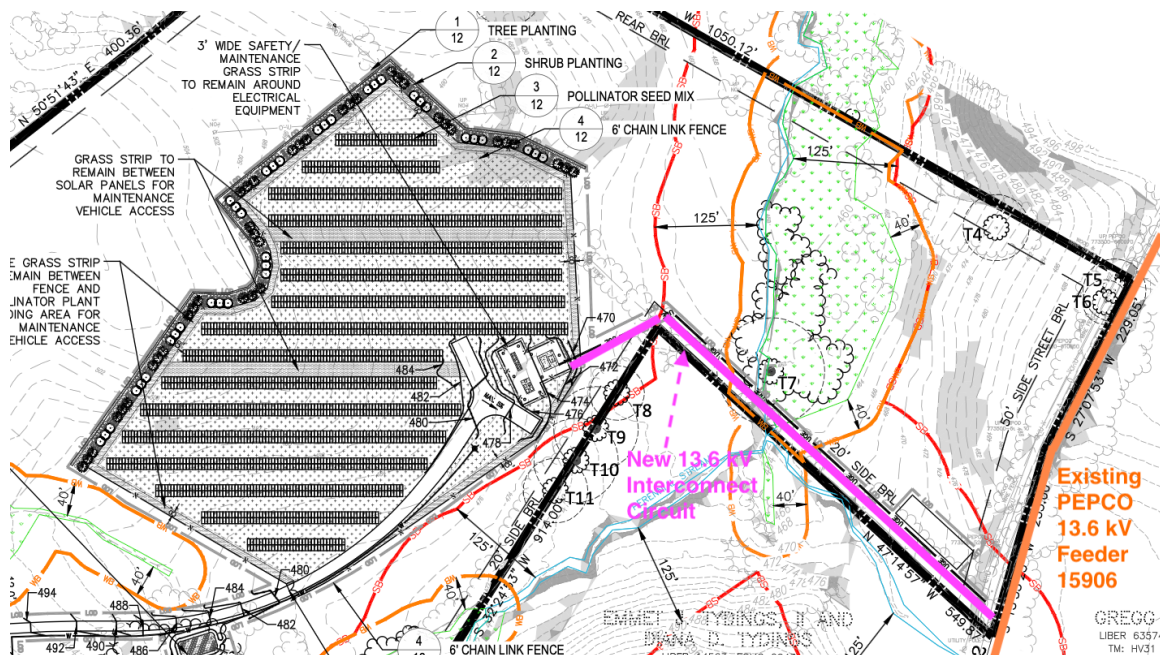 N 50°51'43" E 400.36'
3' WIDE SAFETY/
MAINTENANCE
GRASS STRIP
TO REMAIN AROUND
ELECTRICAL
EQUIPMENT
1
12
TREE PLANTING
2
12
SHRUB PLANTING
3
12
POLLINATOR SEED MIX
4
12
6' CHAIN LINK FENCE
GRASS STRIP TO
REMAIN BETWEEN
SOLAR PANELS FOR
MAINTENANCE
VEHICLE ACCESS
E GRASS STRIP
EMAIN BETWEEN
FENCE AND
LINATOR PLANT
DING AREA FOR
MAINTENANCE
EHICLE ACCESS
REAR BRL
W 1050.12'
SB
125'
125'
40'
T4
T5
T6
T7
T8
T9
T10
T11
470
472
474
476
478
480
482
484
50' SIDE STREET BRL
S 27°07'53" W 229.05'
20' SIDE BRL
20' SIDE BRL
914.00'
N 47°14'57" W
549.87'
New 13.6 kV
Interconnect
Circuit
Existing
PEPCO
13.6 kV
Feeder
15906
40'
40'
40'
40'
40'
125'
125'
125'
494
492
490
488
486
484
482
480
4
6' CHAIN LINK FENCE
DIANA D. TYDINGS
GREGG
LIBER 63574
TM: HV31